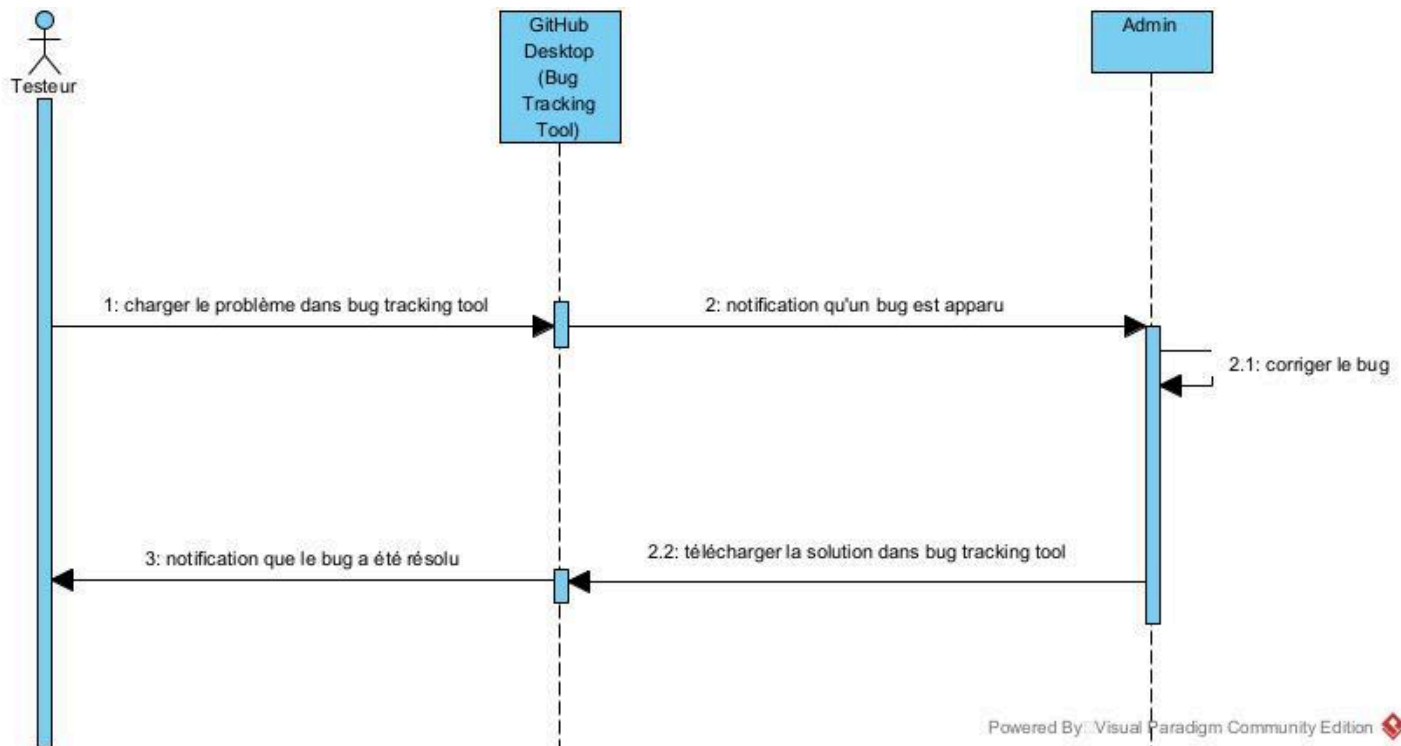 Testeur
GitHub
Desktop
(Bug
Tracking
Tool)
Admin
1: charger le problème dans bug tracking tool
2: notification qu'un bug est apparu
2.1: corriger le bug
3: notification que le bug a été résolu
2.2: télécharger la solution dans bug tracking tool
Powered By Visual Paradigm Community Edition